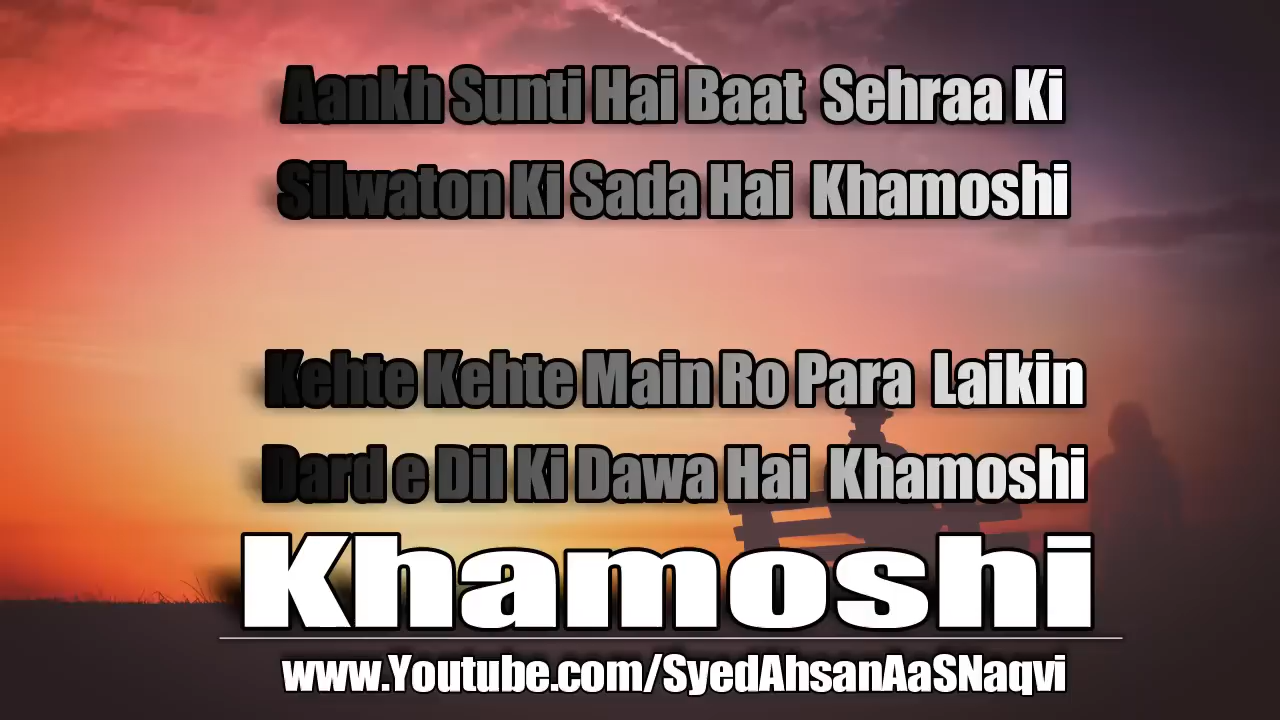 Aankh Sunti Hai Baat Sehraa Ki
Silwaton Ki Sada Hai Khamoshi
Kehte Kehte Main Ro Para Laikin
Dard e Dil Ki Dawa Hai Khamoshi
Khamoshi
www.Youtube.com/SyedAhsanAaSNaqvi